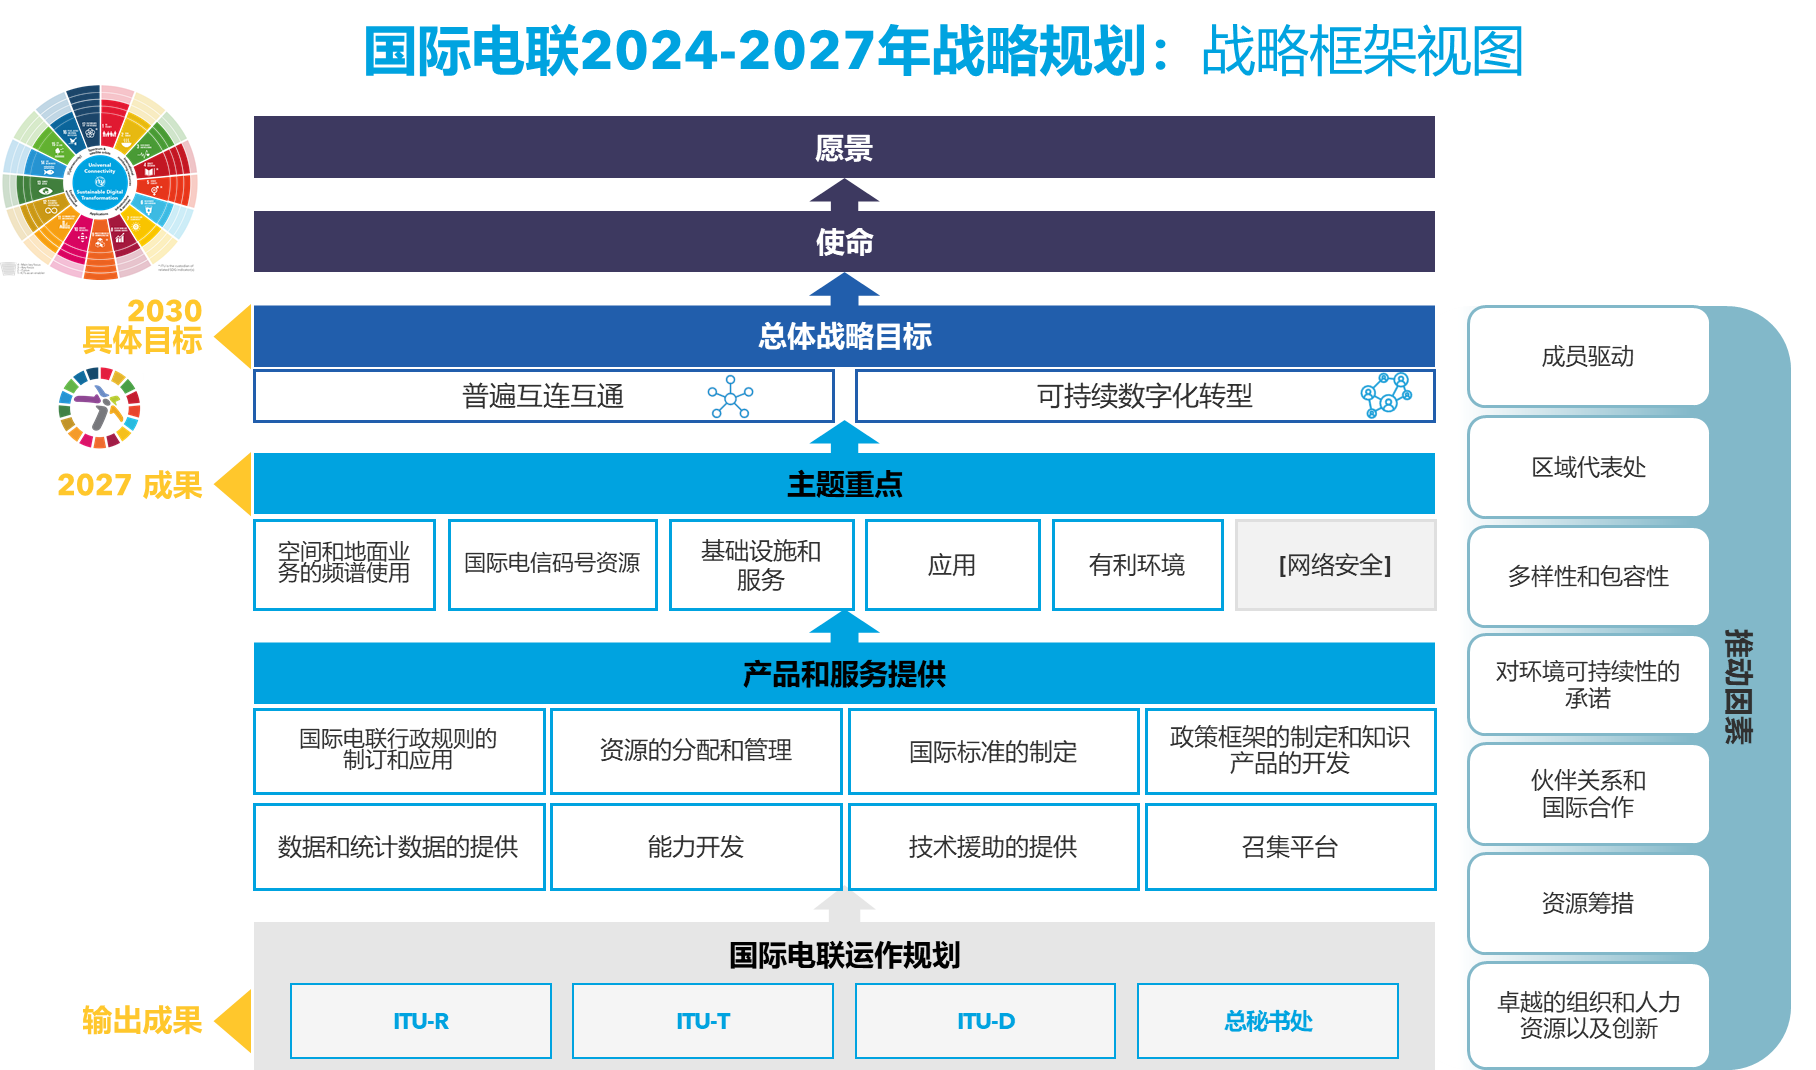 国际电联2024-2027年战略规划：战略框架视图
愿景
使命
Universal
Connectivity
Sustainable Digital
Transformation
2030
具体目标
总体战略目标
普遍互连互通
可持续数字化转型
2027 成果
主题重点
空间和地面业
务的频谱使用
国际电信码号资源
基础设施和
服务
应用
有利环境
[网络安全]
产品和服务提供
国际电联行政规则的
制订和应用
资源的分配和管理
国际标准的制定
政策框架的制定和知识
产品的开发
数据和统计数据的提供
能力开发
技术援助的提供
召集平台
输出成果
国际电联运作规划
ITU-R
ITU-T
ITU-D
总秘书处
成员驱动
区域代表处
多样性和包容性
对环境可持续性的
承诺
伙伴关系和
国际合作
资源筹措
卓越的组织和人力
资源以及创新
推动因素